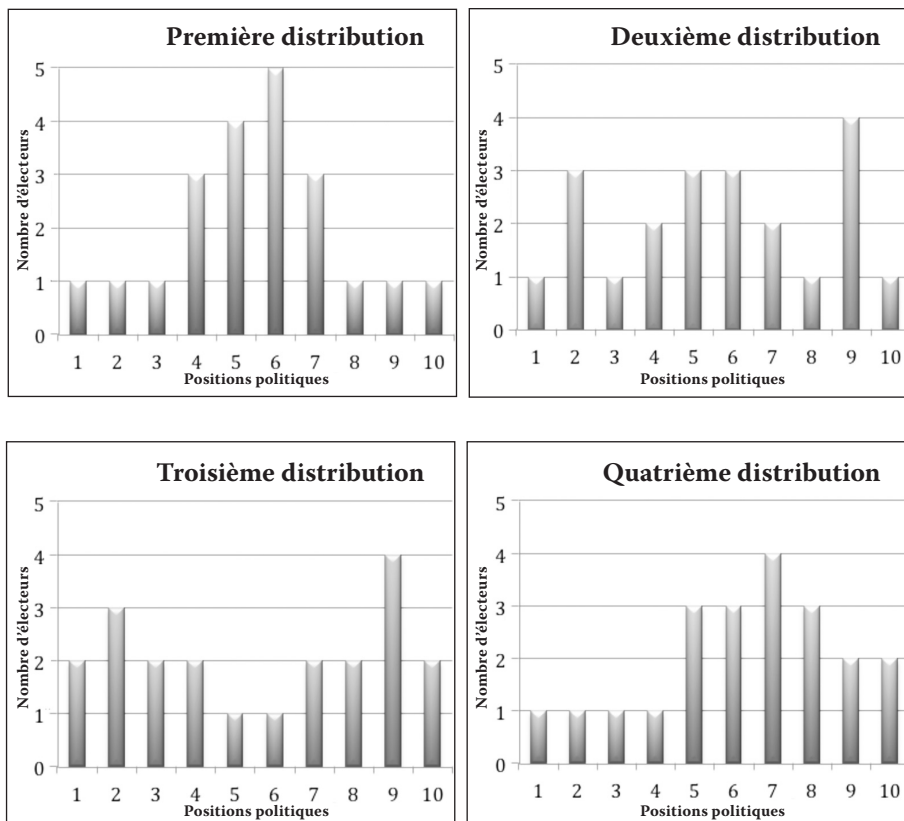 Première distribution
Nombre d'électeurs
5
4
3
2
1
0
1 2 3 4 5 6 7 8 9 10
Positions politiques
Deuxième distribution
Nombre d'électeurs
5
4
3
2
1
0
1 2 3 4 5 6 7 8 9 10
Positions politiques
Troisième distribution
Nombre d'électeurs
5
4
3
2
1
0
1 2 3 4 5 6 7 8 9 10
Positions politiques
Quatrième distribution
Nombre d'électeurs
5
4
3
2
1
0
1 2 3 4 5 6 7 8 9 10
Positions politiques